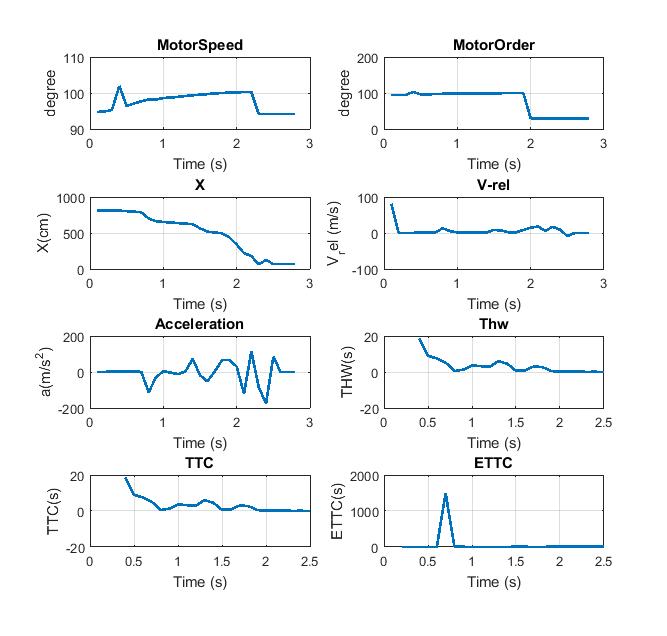 MotorSpeed
110
100
90
degree
0
1
2
3
Time (s)
MotorOrder
200
100
0
degree
0
1
2
3
Time (s)
X
1000
500
0
X(cm)
0
1
2
3
Time (s)
V-rel
100
0
-100
V_rel (m/s)
0
1
2
3
Time (s)
Acceleration
200
0
-200
a(m/s²)
0
1
2
3
Time (s)
Thw
20
0
-20
THW(s)
0
0.5
1
1.5
2
2.5
Time (s)
TTC
20
0
-20
TTC(s)
0
0.5
1
1.5
2
2.5
Time (s)
ETTC
2000
1000
0
ETTC(s)
0
0.5
1
1.5
2
2.5
Time (s)